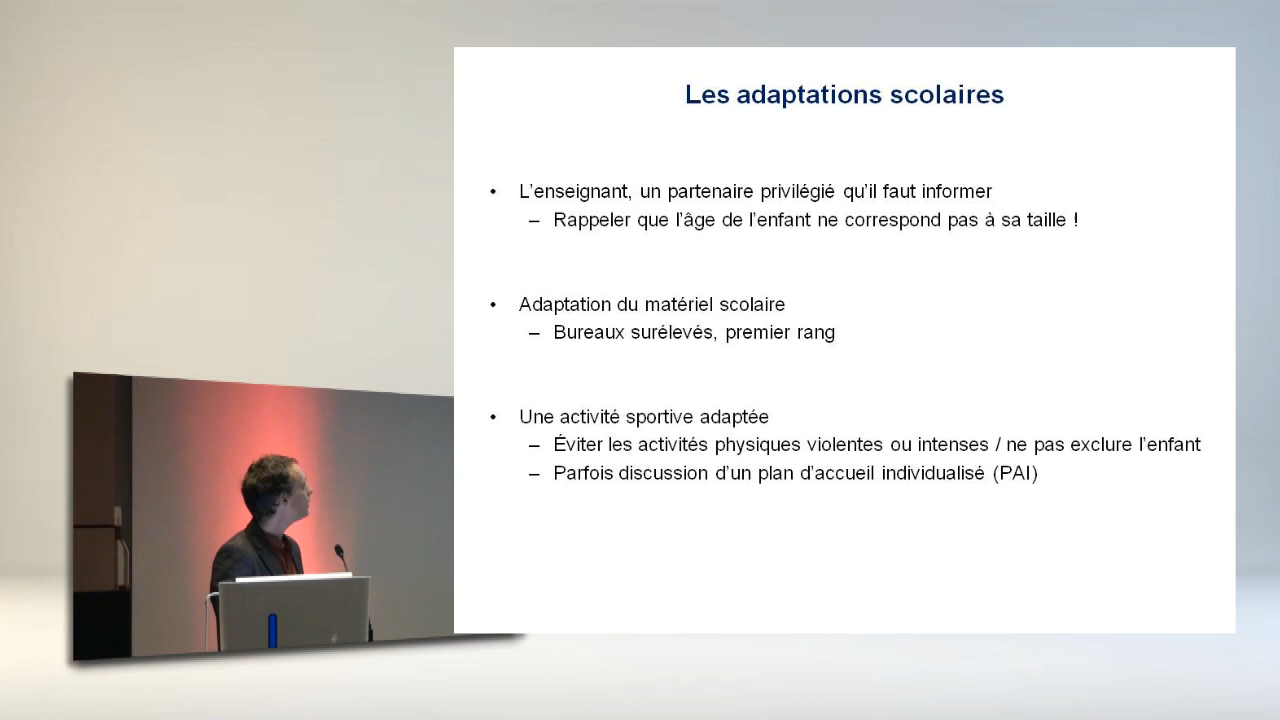 Les adaptations scolaires
• L'enseignant, un partenaire privilégié qu'il faut informer
– Rappeler que l'âge de l'enfant ne correspond pas à sa taille !
• Adaptation du matériel scolaire
– Bureaux surélevés, premier rang
• Une activité sportive adaptée
– Éviter les activités physiques violentes ou intenses / ne pas exclure l'enfant
– Parfois discussion d'un plan d'accueil individualisé (PAI)